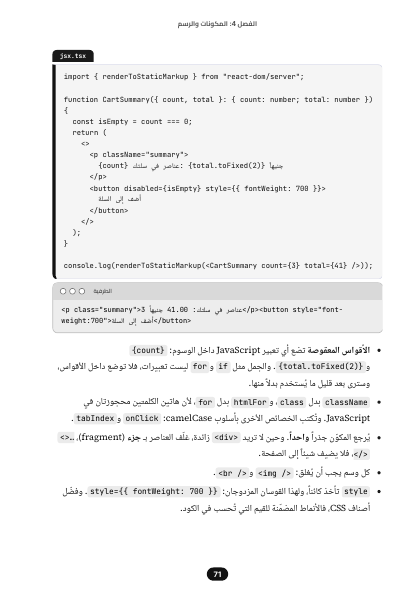 الفصل 4: المكونات والرسم
jsx.tsx
import { renderToStaticMarkup } from "react-dom/server";
function CartSummary({ count, total }: { count: number; total: number })
{
const isEmpty = count === 0;
return (
<>
<p className="summary">
{count} عناصر في سلتك: {total.toFixed(2)} جنيهاً
</p>
<button disabled={isEmpty} style={{ fontWeight: 700 }}>
أضف إلى السلة
</button>
</>
);
}
console.log(renderToStaticMarkup(<CartSummary count={3} total={41} />));
الطرفية
<p class="summary">3 عناصر في سلتك: 41.00 جنيهاً</p><button style="font-
weight:700">أضف إلى السلة</button>
• الأقواس المعقوصة تضع أي تعبير JavaScript داخل الوسوم: {count}
و {total.toFixed(2)}. والجمل مثل if و for ليست تعبيرات، فلا توضع داخل الأقواس،
وسترى بعد قليل ما يُستخدم بدلاً منها.
• className بدل class، و htmlFor بدل for، لأن هاتين الكلمتين محجوزتان في
JavaScript. وتُكتب الخصائص الأخرى بأسلوب camelCase: onClick و tabIndex.
• يُرجع المكوّن جذراً واحداً. وحين لا تريد <div> زائدة، غلّف العناصر بـ جزء (fragment)، <>…
</>، فلا يضيف شيئاً إلى الصفحة.
• كل وسم يجب أن يُغلق: <img /> و <br />.
• style تأخذ كائناً، ولهذا القوسان المزدوجان: style={{ fontWeight: 700 }}. وفضّل
أصناف CSS، فالأنماط المضمّنة للقيم التي تُحسب في الكود.
71